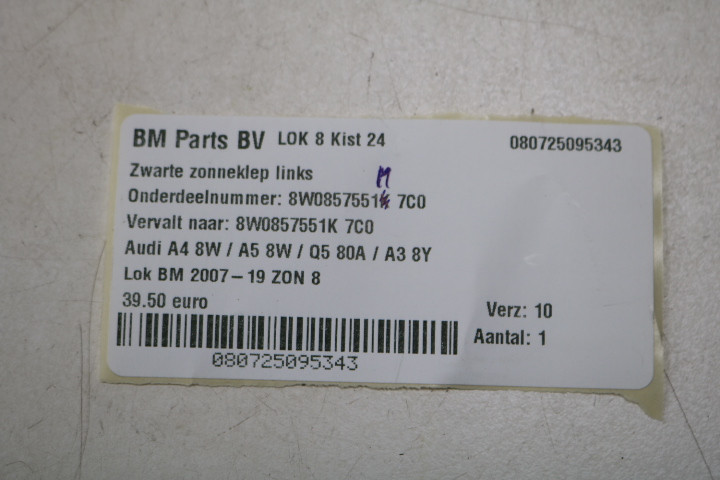 BM Parts BV LOK 8 Kist 24 080725095343
Zwarte zonneklep links
M
Onderdeelnummer: 8W0857551 7C0
Vervalt naar: 8W0857551K 7C0
Audi A4 8W / A5 8W / Q5 80A / A3 8Y
Lok BM 2007-19 ZON 8
39.50 euro Verz: 10
Aantal: 1
080725095343